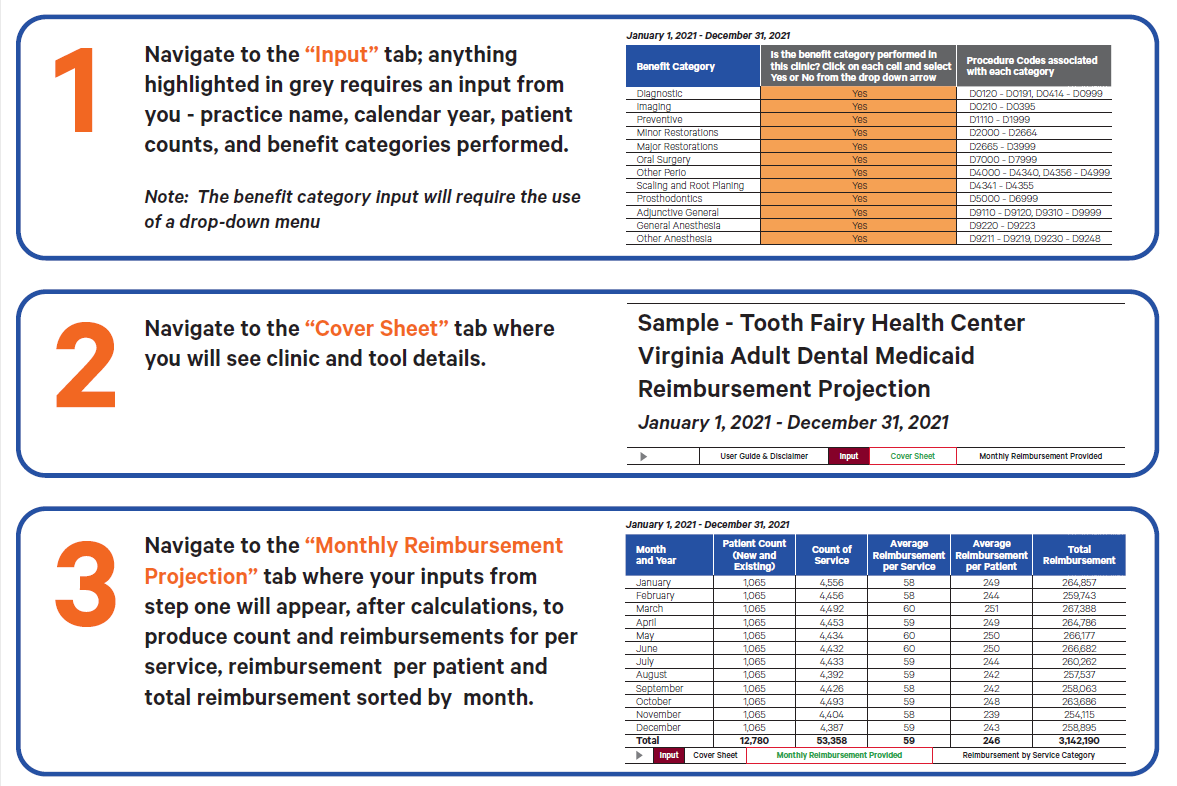 1
Navigate to the “Input” tab; anything
highlighted in grey requires an input from
you - practice name, calendar year, patient
counts, and benefit categories performed.
Note:  The benefit category input will require the use
of a drop-down menu
January 1, 2021 - December 31, 2021
Benefit Category
Is the benefit category performed in
this clinic? Click on each cell and select
Yes or No from the drop down arrow
Procedure Codes associated
with each category
Diagnostic Yes D0120 - D0191, D0414 - D0999
Imaging Yes D0210 - D0395
Preventive Yes D1110 - D1999
Minor Restorations Yes D2000 - D2664
Major Restorations Yes D2665 - D3999
Oral Surgery Yes D7000 - D7999
Other Perio Yes D4000 - D4340, D4356 - D4999
Scaling and Root Planing Yes D4341 - D4355
Prosthodontics Yes D5000 - D6999
Adjunctive General Yes D9110 - D9120, D9310 - D9999
General Anesthesia Yes D9220 - D9223
Other Anesthesia Yes D9211 - D9219, D9230 - D9248
2
Navigate to the “Cover Sheet” tab where
you will see clinic and tool details.
Sample - Tooth Fairy Health Center
Virginia Adult Dental Medicaid
Reimbursement Projection
January 1, 2021 - December 31, 2021
User Guide & Disclaimer Input Cover Sheet Monthly Reimbursement Provided
3
Navigate to the “Monthly Reimbursement
Projection” tab where your inputs from
step one will appear, after calculations, to
produce count and reimbursements for per
service, reimbursement  per patient and
total reimbursement sorted by  month.
January 1, 2021 - December 31, 2021
Month
and Year
Patient Count
(New and
Existing)
Count of
Service
Average
Reimbursement
per Service
Average
Reimbursement
per Patient
Total
Reimbursement
January 1,065 4,556 58 249 264,857
February 1,065 4,456 58 244 259,743
March 1,065 4,492 60 251 267,388
April 1,065 4,453 59 249 264,786
May 1,065 4,434 60 250 266,177
June 1,065 4,432 60 250 266,682
July 1,065 4,433 59 244 260,262
August 1,065 4,392 59 242 257,537
September 1,065 4,426 58 242 258,063
October 1,065 4,493 59 248 263,686
November 1,065 4,404 58 239 254,115
December 1,065 4,387 59 243 258,895
Total 12,780 53,358 59 246 3,142,190
Input Cover Sheet Monthly Reimbursement Provided Reimbursement by Service Category